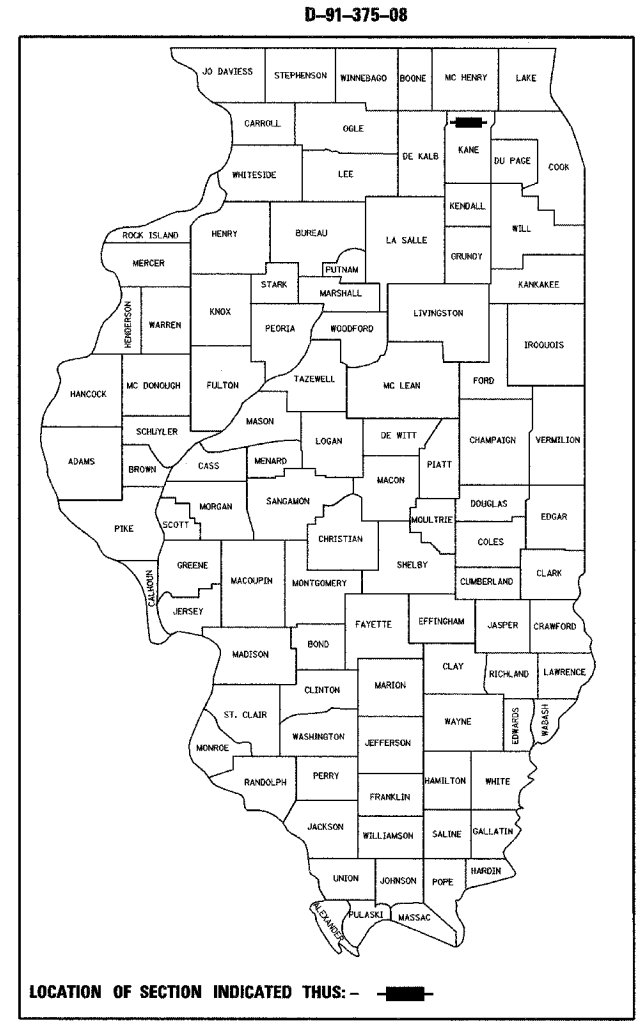 D-91-375-08
JO DAVIESS
STEPHENSON
WINNEBAGO
BOONE
MC HENRY
LAKE
CARROLL
OGLE
DE KALB
KANE
DU PAGE
COOK
WHITESIDE
LEE
KENDALL
ROCK ISLAND
HENRY
BUREAU
LA SALLE
WILL
GRUNDY
MERCER
PUTNAM
STARK
MARSHALL
KANKAKEE
HENDERSON
WARREN
KNOX
PEORIA
WOODFORD
LIVINGSTON
IROQUOIS
HANCOCK
MC DONOUGH
FULTON
TAZEWELL
MC LEAN
FORD
MASON
SCHUYLER
LOGAN
DE WITT
CHAMPAIGN
VERMILION
ADAMS
BROWN
CASS
MENARD
PIATT
MACON
PIKE
SCOTT
MORGAN
SANGAMON
MOULTRIE
DOUGLAS
EDGAR
CHRISTIAN
COLES
GREENE
CALHOUN
MACOUPIN
MONTGOMERY
SHELBY
CUMBERLAND
CLARK
JERSEY
FAYETTE
EFFINGHAM
JASPER
CRAWFORD
MADISON
BOND
CLAY
RICHLAND
LAWRENCE
CLINTON
MARION
ST. CLAIR
WAYNE
EDWARDS
WABASH
WASHINGTON
JEFFERSON
MONROE
RANDOLPH
PERRY
HAMILTON
WHITE
FRANKLIN
JACKSON
WILLIAMSON
SALINE
GALLATIN
UNION
JOHNSON
POPE
HARDIN
ALEXANDER
PULASKI
MASSAC
LOCATION OF SECTION INDICATED THUS: -